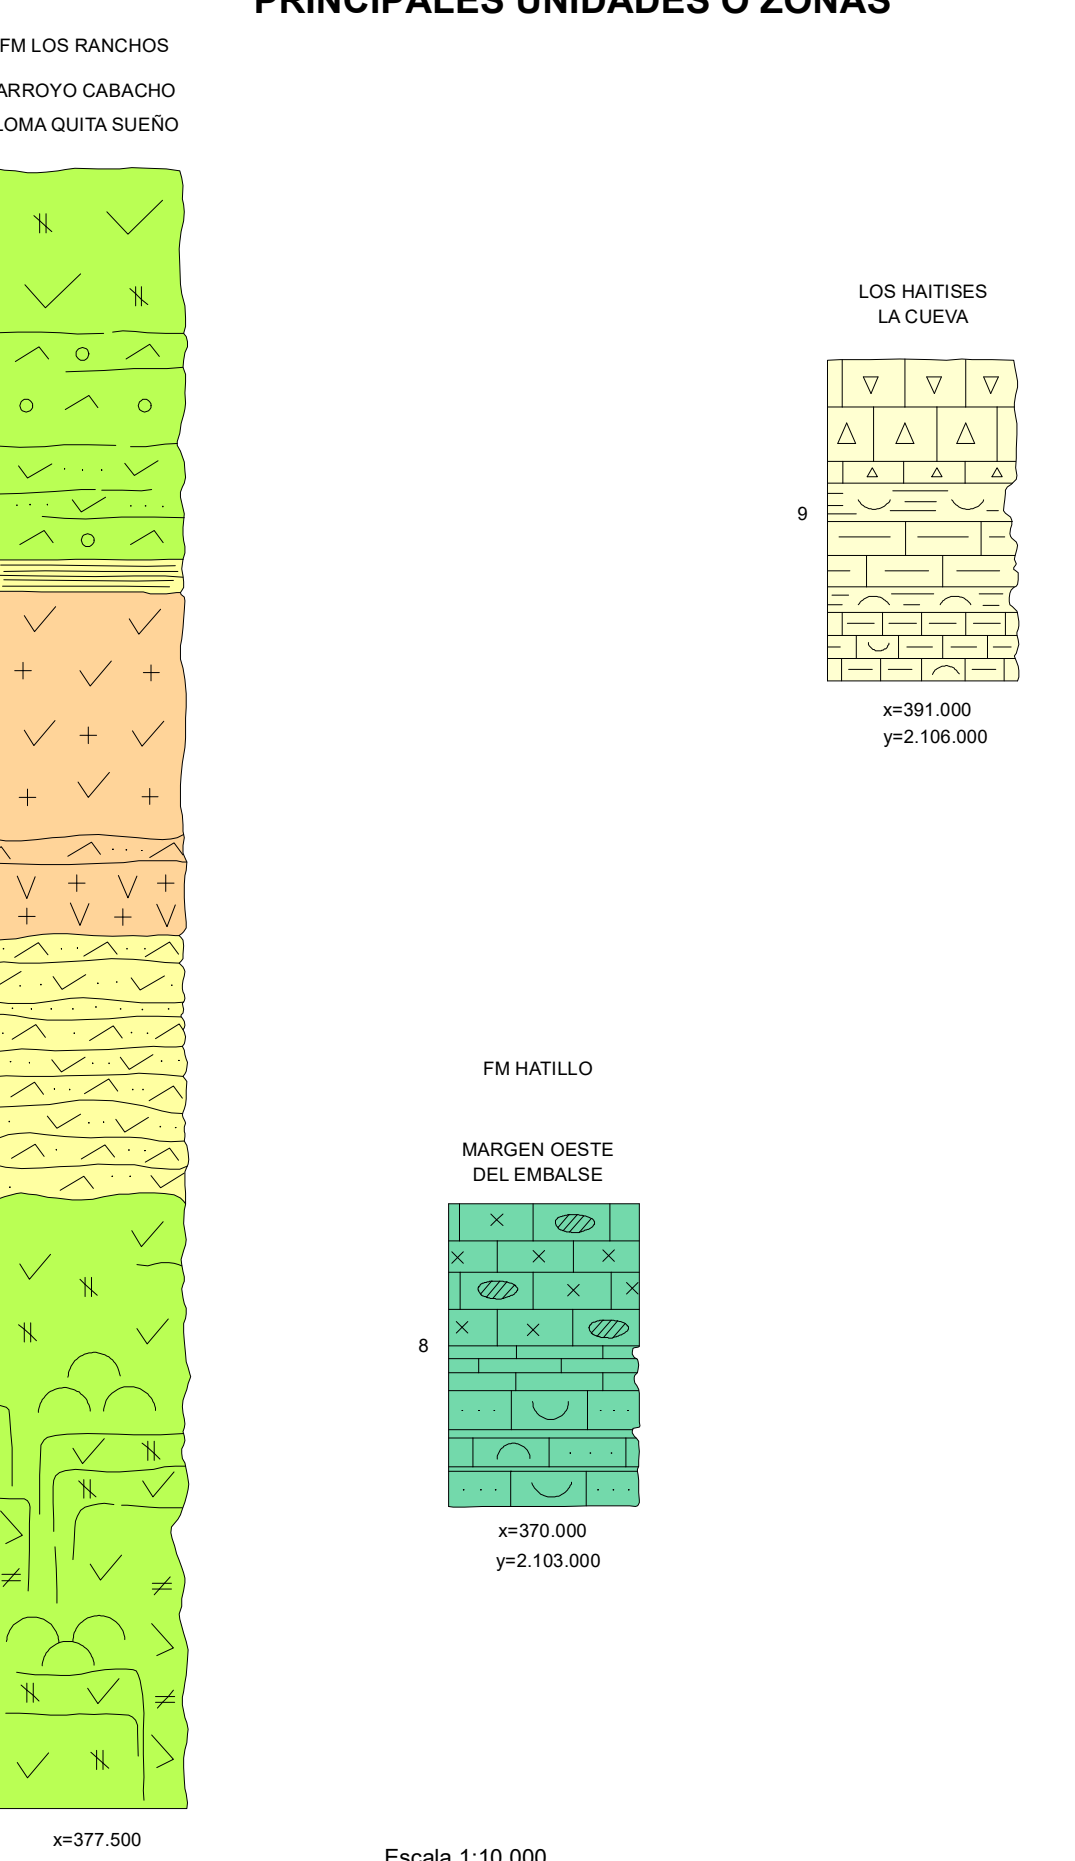 PRINCIPALES UNIDADES O ZONAS
FM LOS RANCHOS
ARROYO CABACHO
LOMA QUITA SUEÑO
LOS HAITISES
LA CUEVA
9
x=391.000
y=2.106.000
FM HATILLO
MARGEN OESTE
DEL EMBALSE
8
x=370.000
y=2.103.000
x=377.500
Escala 1:10.000